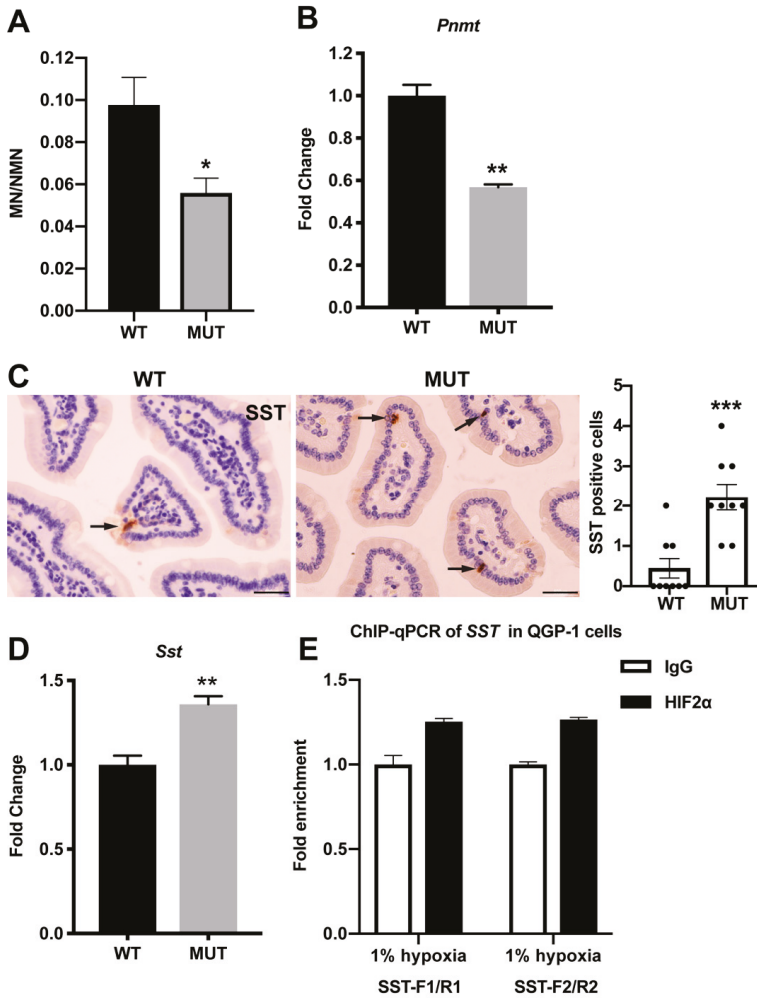 A
MN/NMN
0.12
0.10
0.08
0.06
0.04
0.02
0.00
*
WT MUT
B
Pnmt
Fold Change
1.2
1.0
0.8
0.6
0.4
0.2
0.0
**
WT MUT
C
WT MUT
SST
SST positive cells
5
4
3
2
1
0
***
WT MUT
D
Sst
Fold Change
1.5
1.0
0.5
0.0
**
WT MUT
E
ChIP-qPCR of SST in QGP-1 cells
IgG
HIF2α
Fold enrichment
1.5
1.0
0.5
0.0
1% hypoxia 1% hypoxia
SST-F1/R1 SST-F2/R2